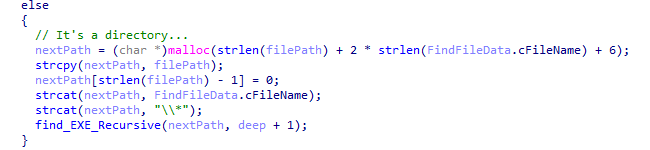 else
{
// It's a directory...
nextPath = (char *)malloc(strlen(filePath) + 2 * strlen(FindFileData.cFileName) + 6);
strcpy(nextPath, filePath);
nextPath[strlen(filePath) - 1] = 0;
strcat(nextPath, FindFileData.cFileName);
strcat(nextPath, "\\*");
find_EXE_Recursive(nextPath, deep + 1);
}